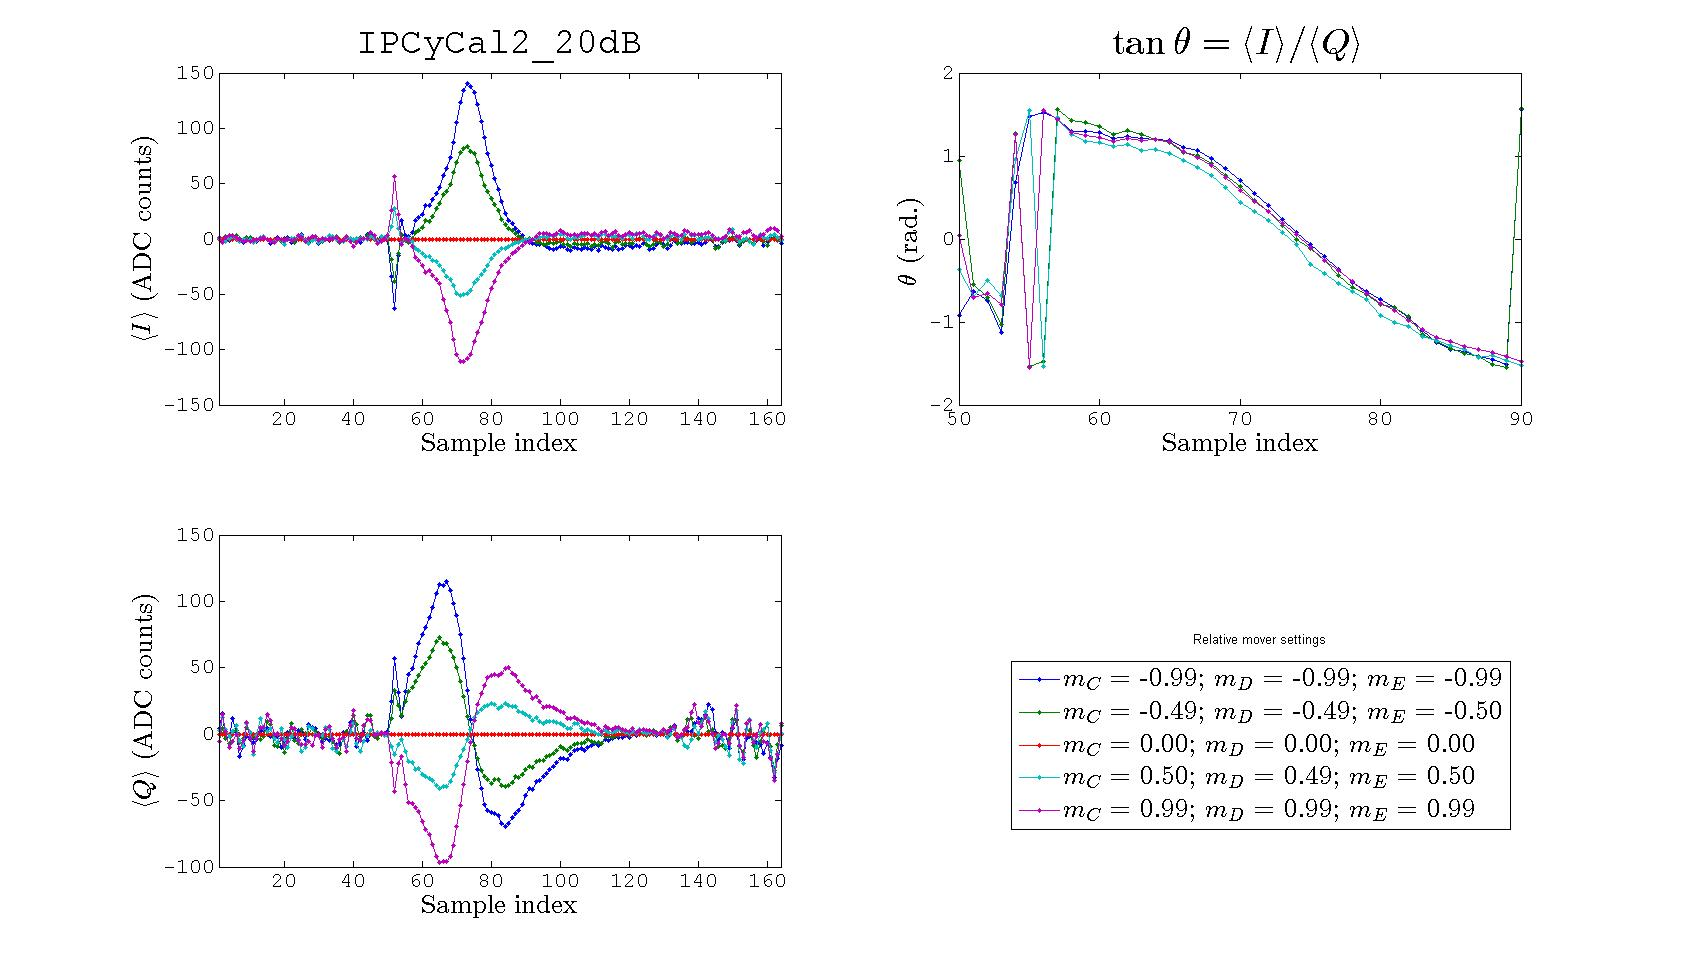 IPCyCal2_20dB
150
100
50
0
-50
-100
-150
20 40 60 80 100 120 140 160
Sample index
⟨I⟩ (ADC counts)
tan θ = ⟨I⟩/⟨Q⟩
2
1
0
-1
-2
50 60 70 80 90
Sample index
θ (rad.)
150
100
50
0
-50
-100
20 40 60 80 100 120 140 160
Sample index
⟨Q⟩ (ADC counts)
Relative mover settings
m_C = -0.99; m_D = -0.99; m_E = -0.99
m_C = -0.49; m_D = -0.49; m_E = -0.50
m_C = 0.00; m_D = 0.00; m_E = 0.00
m_C = 0.50; m_D = 0.49; m_E = 0.50
m_C = 0.99; m_D = 0.99; m_E = 0.99